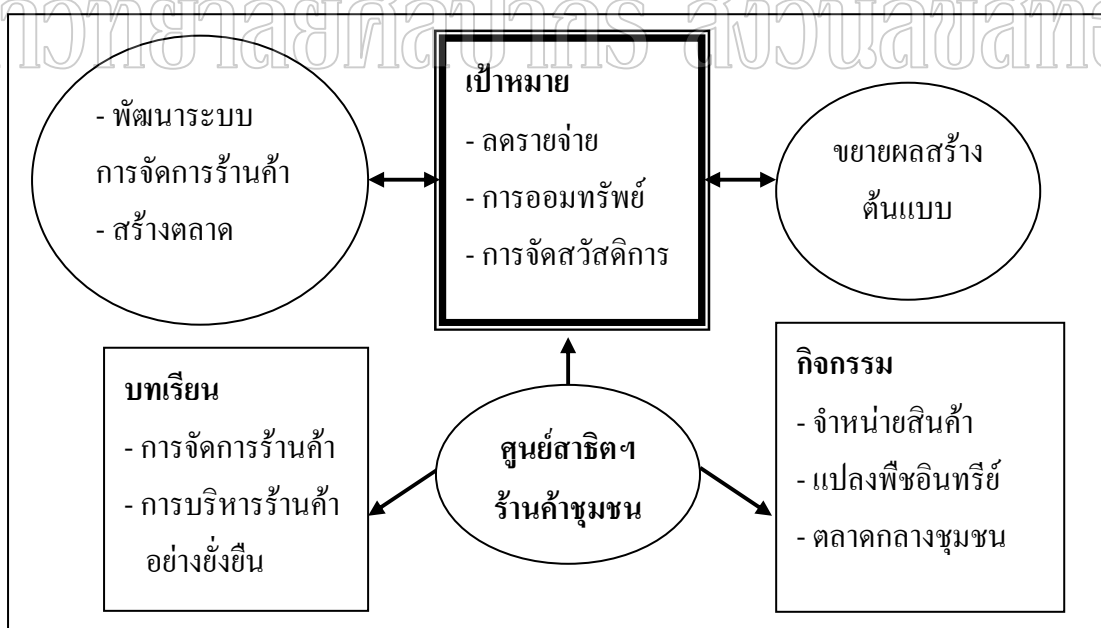 - พัฒนาระบบ
การจัดการร้านค้า
- สร้างตลาด
เป้าหมาย
- ลดรายจ่าย
- การออมทรัพย์
- การจัดสวัสดิการ
ขยายผลสร้าง
ต้นแบบ
บทเรียน
- การจัดการร้านค้า
- การบริหารร้านค้า
อย่างยั่งยืน
ศูนย์สาธิตฯ
ร้านค้าชุมชน
กิจกรรม
- จำหน่ายสินค้า
- แปลงพืชอินทรีย์
- ตลาดกลางชุมชน